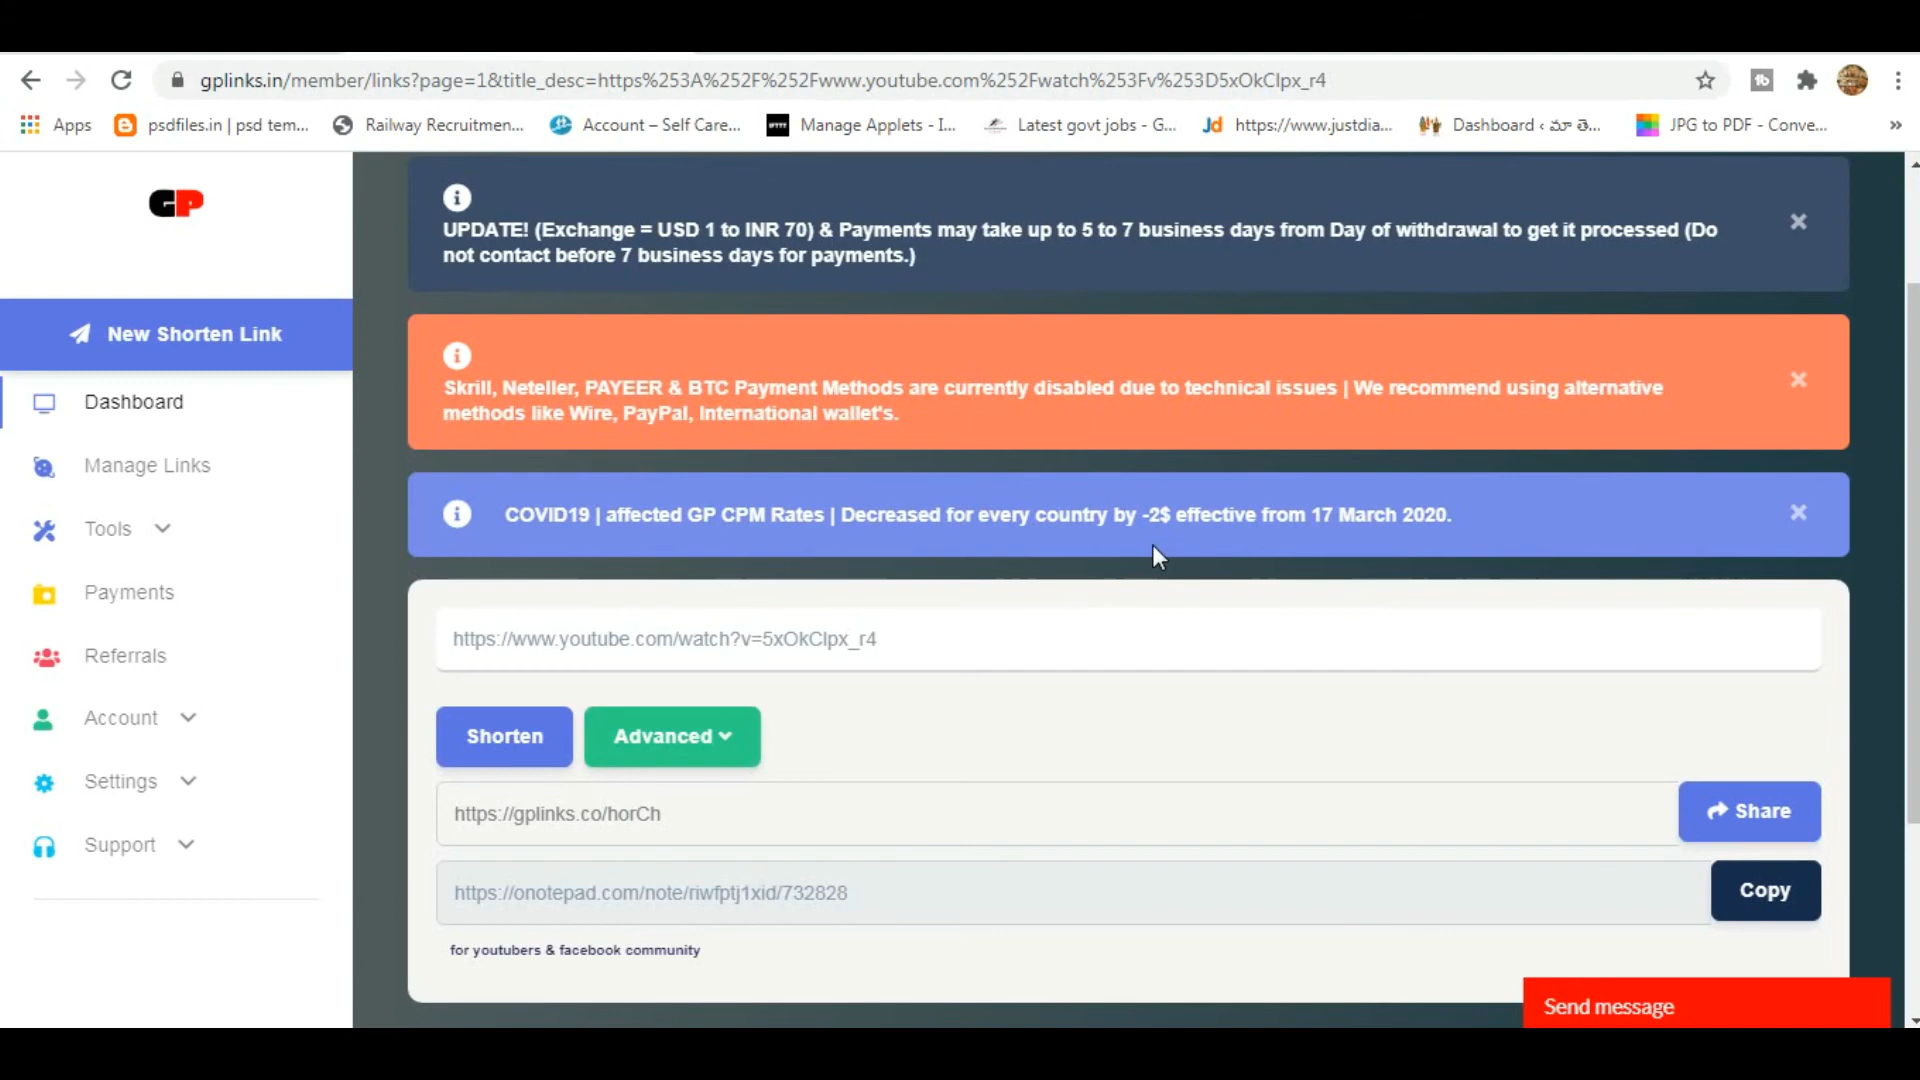 gplinks.in/member/links?page=1&title_desc=https%253A%252F%252Fwww.youtube.com%252Fwatch%253Fv%253D5xOkClpx_r4
Apps psdfiles.in | psd tem... Railway Recruitmen... Account – Self Care... IFTTT Manage Applets - I... Latest govt jobs - G... Jd https://www.justdia... Dashboard ‹ మా తె... JPG to PDF - Conve... »
GP
UPDATE! (Exchange = USD 1 to INR 70) & Payments may take up to 5 to 7 business days from Day of withdrawal to get it processed (Do
not contact before 7 business days for payments.)
New Shorten Link
Skrill, Neteller, PAYEER & BTC Payment Methods are currently disabled due to technical issues | We recommend using alternative
methods like Wire, PayPal, International wallet's.
Dashboard
Manage Links
COVID19 | affected GP CPM Rates | Decreased for every country by -2$ effective from 17 March 2020.
Tools
Payments
https://www.youtube.com/watch?v=5xOkClpx_r4
Referrals
Account
Shorten Advanced
Settings
https://gplinks.co/horCh Share
Support
https://onotepad.com/note/riwfptj1xid/732828 Copy
for youtubers & facebook community
Send message